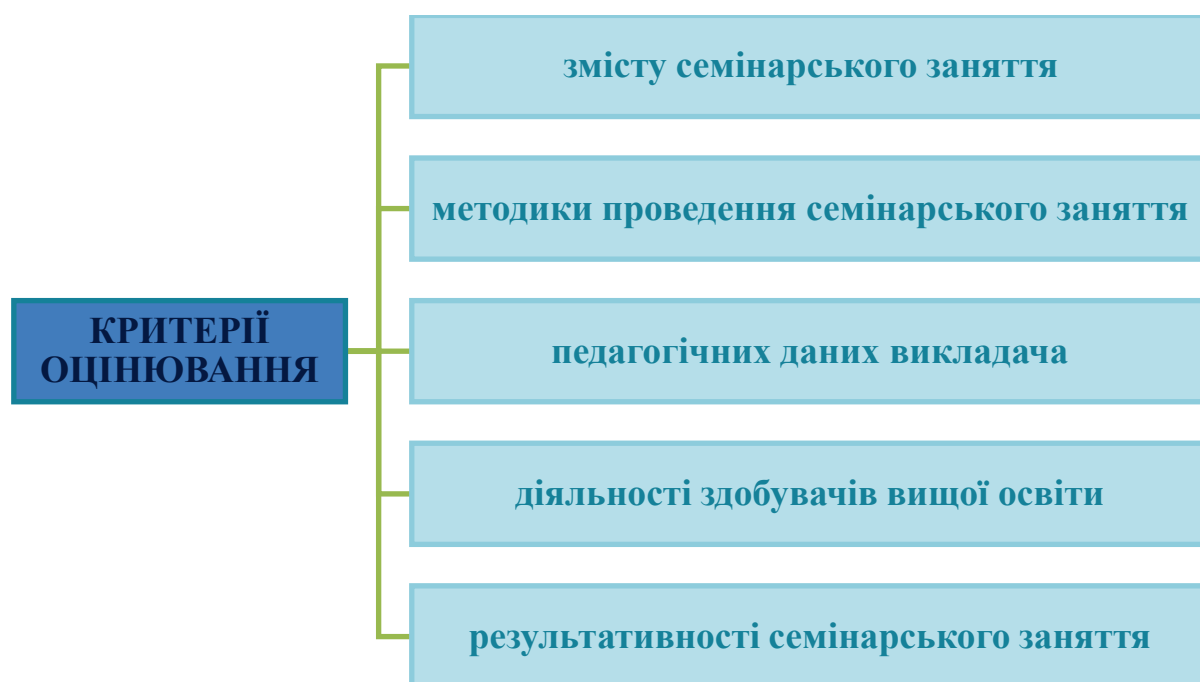 змісту семінарського заняття
методики проведення семінарського заняття
КРИТЕРІЇ
ОЦІНЮВАННЯ
педагогічних даних викладача
діяльності здобувачів вищої освіти
результативності семінарського заняття